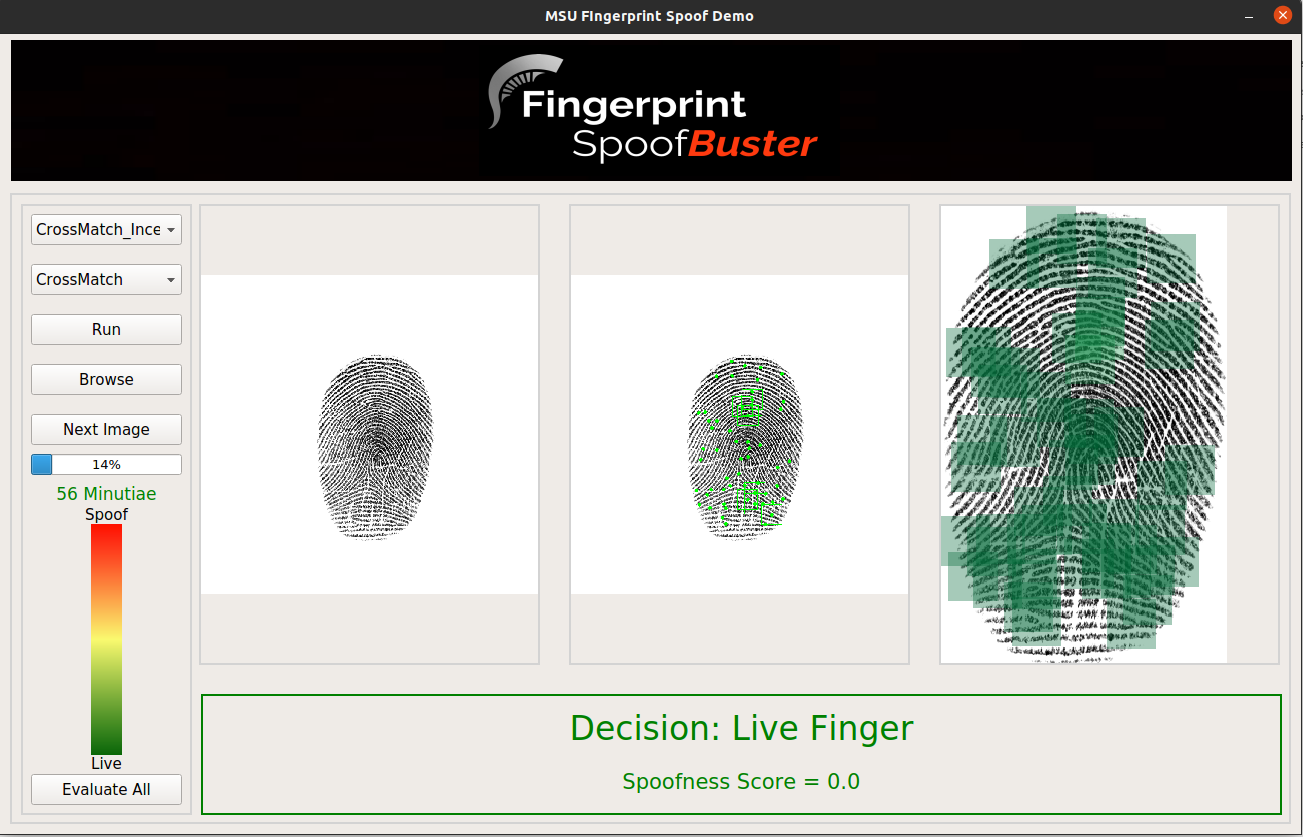 MSU FIngerprint Spoof Demo
Fingerprint
SpoofBuster
CrossMatch_Ince
CrossMatch
Run
Browse
Next Image
14%
56 Minutiae
Spoof
Live
Evaluate All
Decision: Live Finger
Spoofness Score = 0.0